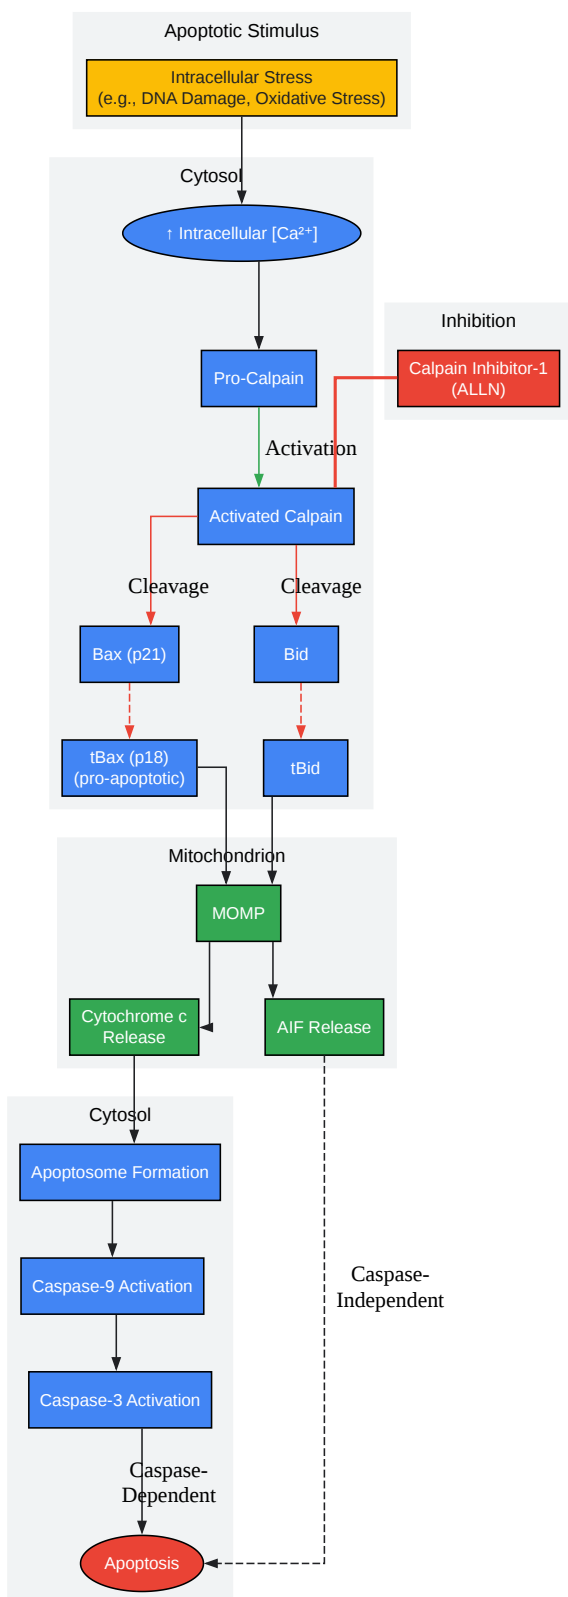 Apoptotic Stimulus
Intracellular Stress
(e.g., DNA Damage, Oxidative Stress)
Cytosol
↑ Intracellular [Ca²⁺]
Inhibition
Pro-Calpain
Calpain Inhibitor-1
(ALLN)
Activation
Activated Calpain
Cleavage
Cleavage
Bax (p21)
Bid
tBax (p18)
(pro-apoptotic)
tBid
Mitochondrion
MOMP
Cytochrome c
Release
AIF Release
Cytosol
Apoptosome Formation
Caspase-9 Activation
Caspase-
Independent
Caspase-3 Activation
Caspase-
Dependent
Apoptosis